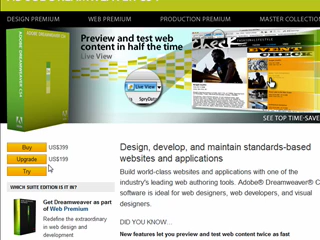 DESIGN PREMIUM WEB PREMIUM PRODUCTION PREMIUM MASTER COLLECTION
Preview and test web
content in half the time
Live View
Live View
SEE TOP TIME-SAVE
Buy US$399
Upgrade US$199
Try
WHICH SUITE EDITION IS IT IN?
Get Dreamweaver as part of
Web Premium
Redefine the extraordinary
in web design and
development
Design, develop, and maintain standards-based
websites and applications
Build world-class websites and applications with one of the
industry's leading web authoring tools. Adobe® Dreamweaver® C
software is ideal for web designers, web developers, and visual
designers.
DID YOU KNOW…
New features let you preview and test web content twice as fast